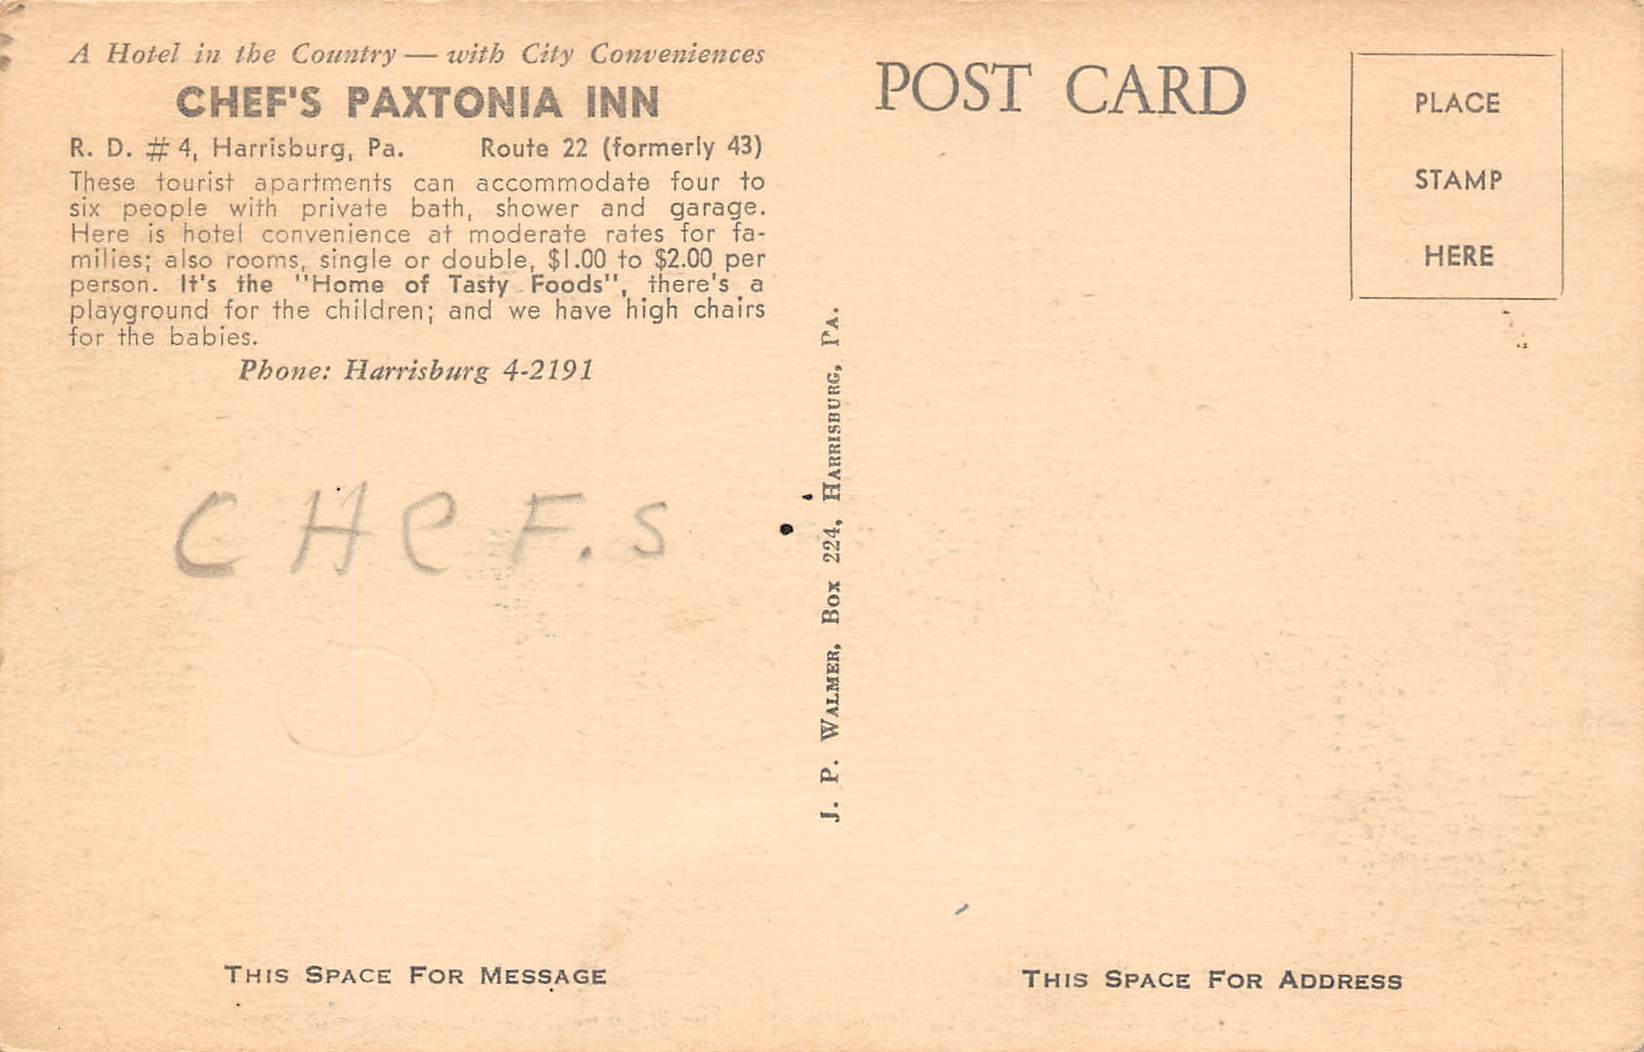 A Hotel in the Country — with City Conveniences
CHEF'S PAXTONIA INN
R. D. # 4, Harrisburg, Pa. Route 22 (formerly 43)
These tourist apartments can accommodate four to
six people with private bath, shower and garage.
Here is hotel convenience at moderate rates for fa-
milies; also rooms, single or double, $1.00 to $2.00 per
person. It's the "Home of Tasty Foods", there's a
playground for the children; and we have high chairs
for the babies.
Phone: Harrisburg 4-2191
CHeF.S
THIS SPACE FOR MESSAGE
J. P. WALMER, BOX 224, HARRISBURG, PA.
POST CARD
PLACE
STAMP
HERE
THIS SPACE FOR ADDRESS